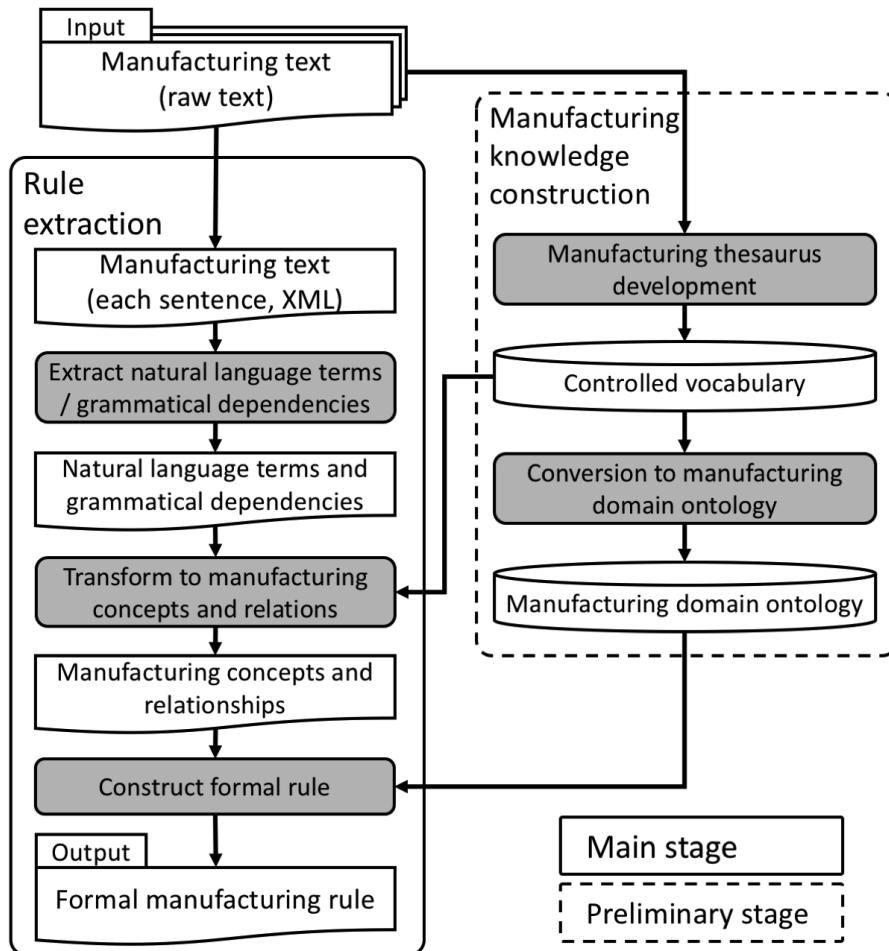 Input
Manufacturing text
(raw text)
Rule
extraction
Manufacturing text
(each sentence, XML)
Extract natural language terms
/ grammatical dependencies
Natural language terms and
grammatical dependencies
Transform to manufacturing
concepts and relations
Manufacturing concepts and
relationships
Construct formal rule
Output
Formal manufacturing rule
Manufacturing
knowledge
construction
Manufacturing thesaurus
development
Controlled vocabulary
Conversion to manufacturing
domain ontology
Manufacturing domain ontology
Main stage
Preliminary stage